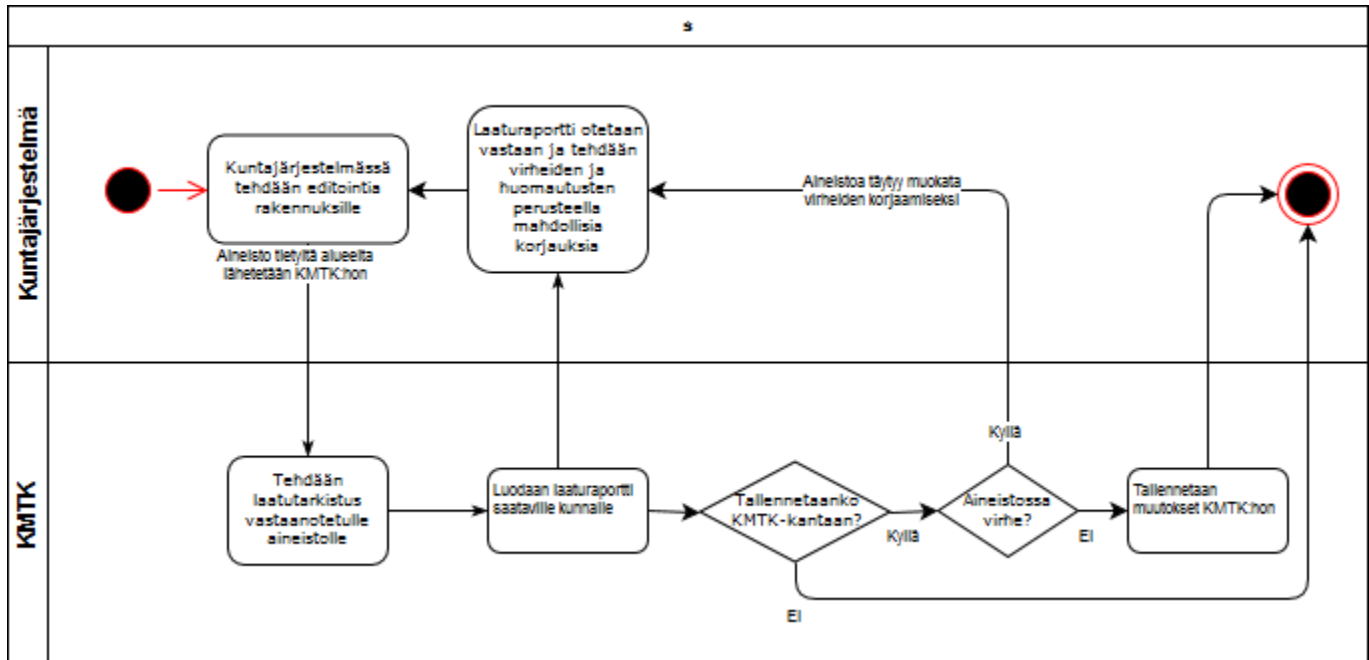 s
Kuntajärjestelmä
Kuntajärjestelmässä
tehdään editointia
rakennuksille
Laaturaportti otetaan
vastaan ja tehdään
virheiden ja
huomautusten
perusteella
mahdollisia
korjauksia
Aineistoa täytyy muokata
virheiden korjaamiseksi
Aineisto tietyltä alueelta
lähetetään KMTK:hon
KMTK
Tehdään
laatutarkistus
vastaanotetulle
aineistolle
Luodaan laaturaportti
saataville kunnalle
Tallennetaanko
KMTK-kantaan?
Kyllä
EI
Aineistossa
virhe?
Kyllä
EI
Tallennetaan
muutokset KMTK:hon